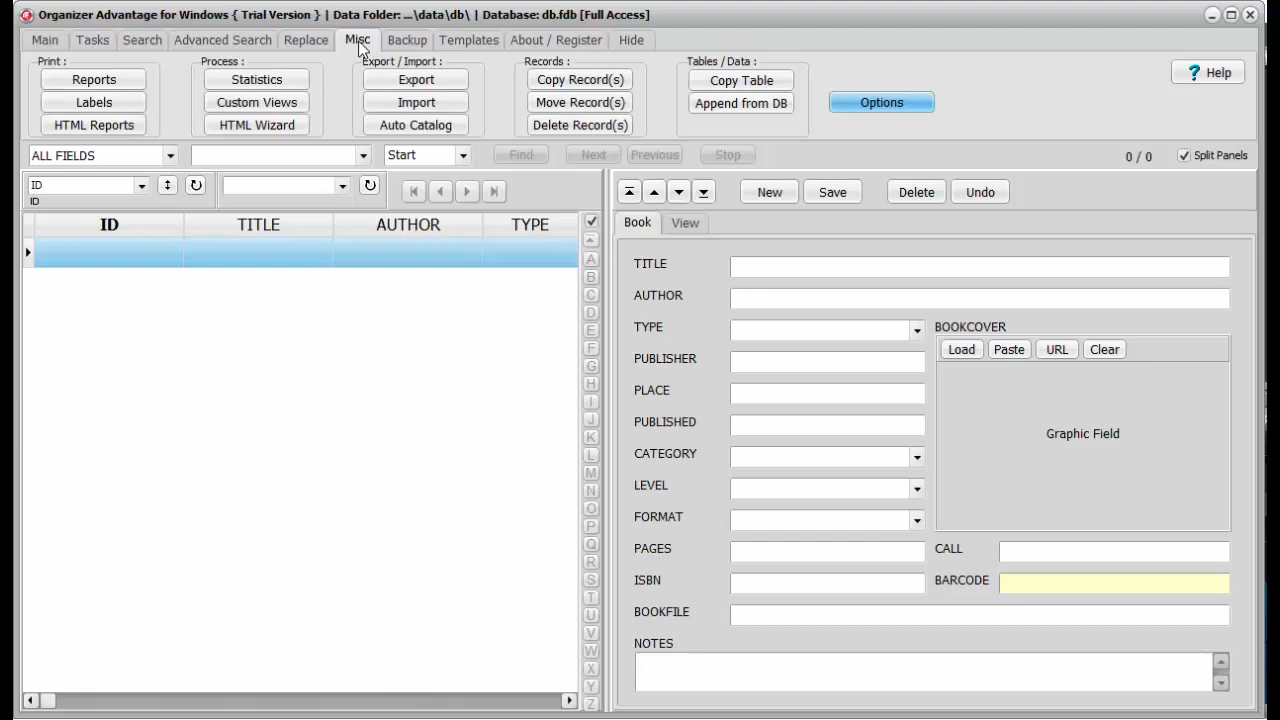 Organizer Advantage for Windows { Trial Version } | Data Folder: ...\data\db\ | Database: db.fdb [Full Access]
Main Tasks Search Advanced Search Replace Misc Backup Templates About / Register Hide
Print : Process : Export / Import : Records : Tables / Data :
Reports Statistics Export Copy Record(s) Copy Table ? Help
Labels Custom Views Import Move Record(s) Append from DB Options
HTML Reports HTML Wizard Auto Catalog Delete Record(s)
ALL FIELDS Start Find Next Previous Stop 0 / 0 Split Panels
ID
ID
New Save Delete Undo
ID TITLE AUTHOR TYPE
A
B
C
D
E
F
G
H
I
J
K
L
M
N
O
P
Q
R
S
T
U
V
W
X
Y
Z
Book View
TITLE
AUTHOR
TYPE BOOKCOVER
PUBLISHER Load Paste URL Clear
PLACE
PUBLISHED Graphic Field
CATEGORY
LEVEL
FORMAT
PAGES CALL
ISBN BARCODE
BOOKFILE
NOTES